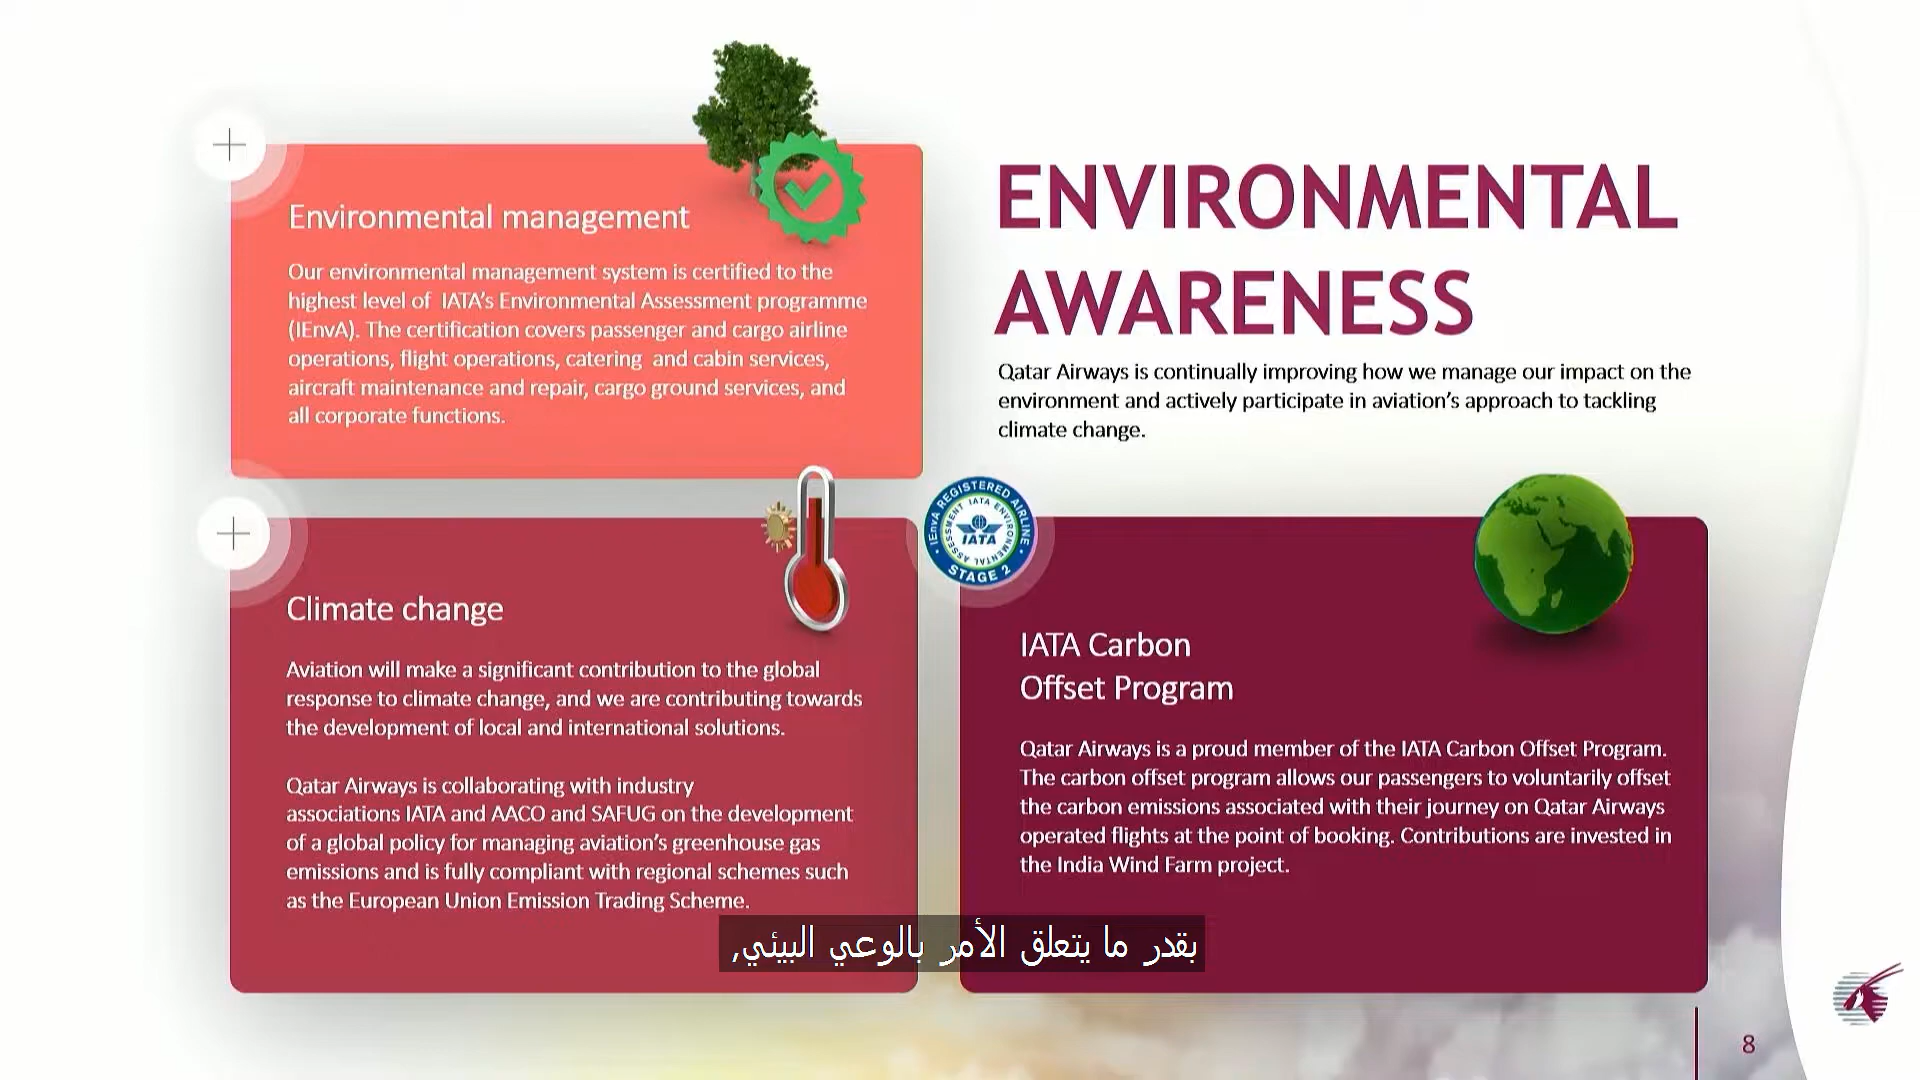 Environmental management
Our environmental management system is certified to the
highest level of IATA's Environmental Assessment programme
(IEnvA). The certification covers passenger and cargo airline
operations, flight operations, catering and cabin services,
aircraft maintenance and repair, cargo ground services, and
all corporate functions.
ENVIRONMENTAL
AWARENESS
Qatar Airways is continually improving how we manage our impact on the
environment and actively participate in aviation's approach to tackling
climate change.
Climate change
Aviation will make a significant contribution to the global
response to climate change, and we are contributing towards
the development of local and international solutions.
Qatar Airways is collaborating with industry
associations IATA and AACO and SAFUG on the development
of a global policy for managing aviation's greenhouse gas
emissions and is fully compliant with regional schemes such
as the European Union Emission Trading Scheme.
IEnvA REGISTERED AIRLINE
IATA ENVIRONMENTAL ASSESSMENT
IATA
STAGE 2
IATA Carbon
Offset Program
Qatar Airways is a proud member of the IATA Carbon Offset Program.
The carbon offset program allows our passengers to voluntarily offset
the carbon emissions associated with their journey on Qatar Airways
operated flights at the point of booking. Contributions are invested in
the India Wind Farm project.
بقدر ما يتعلق الأمر بالوعي البيئي,
8